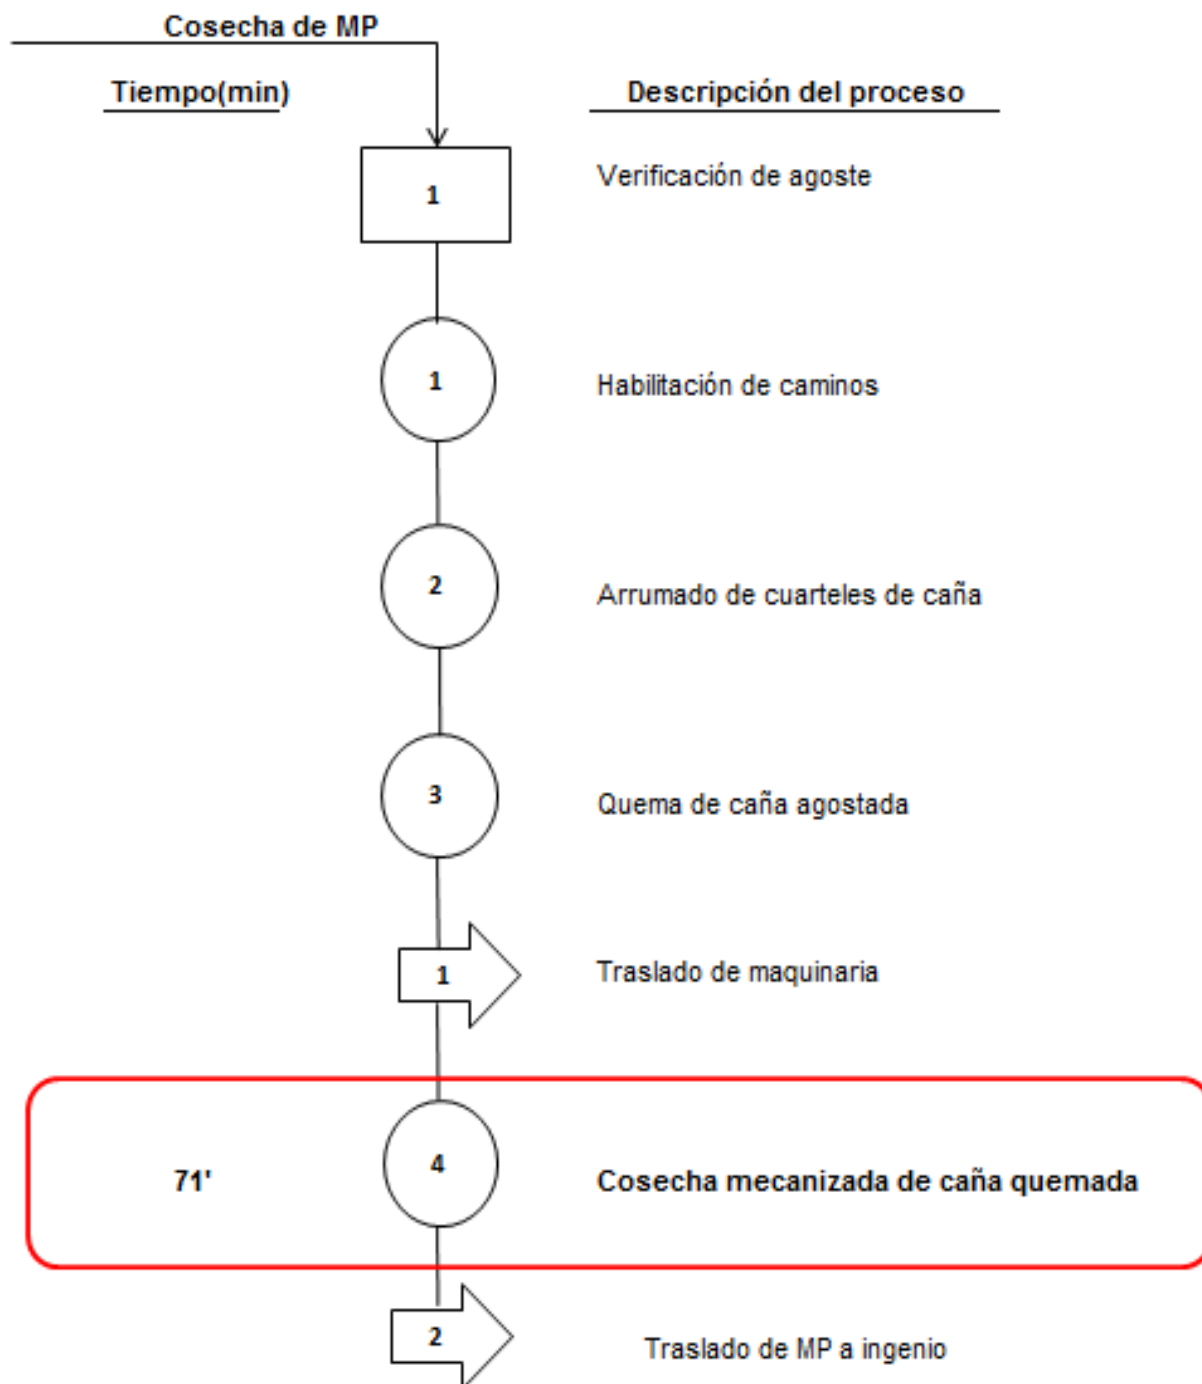 Cosecha de MP
Tiempo(min)
Descripción del proceso
1
Verificación de agoste
1
Habilitación de caminos
2
Arrumado de cuarteles de caña
3
Quema de caña agostada
1
Traslado de maquinaria
71'
4
Cosecha mecanizada de caña quemada
2
Traslado de MP a ingenio